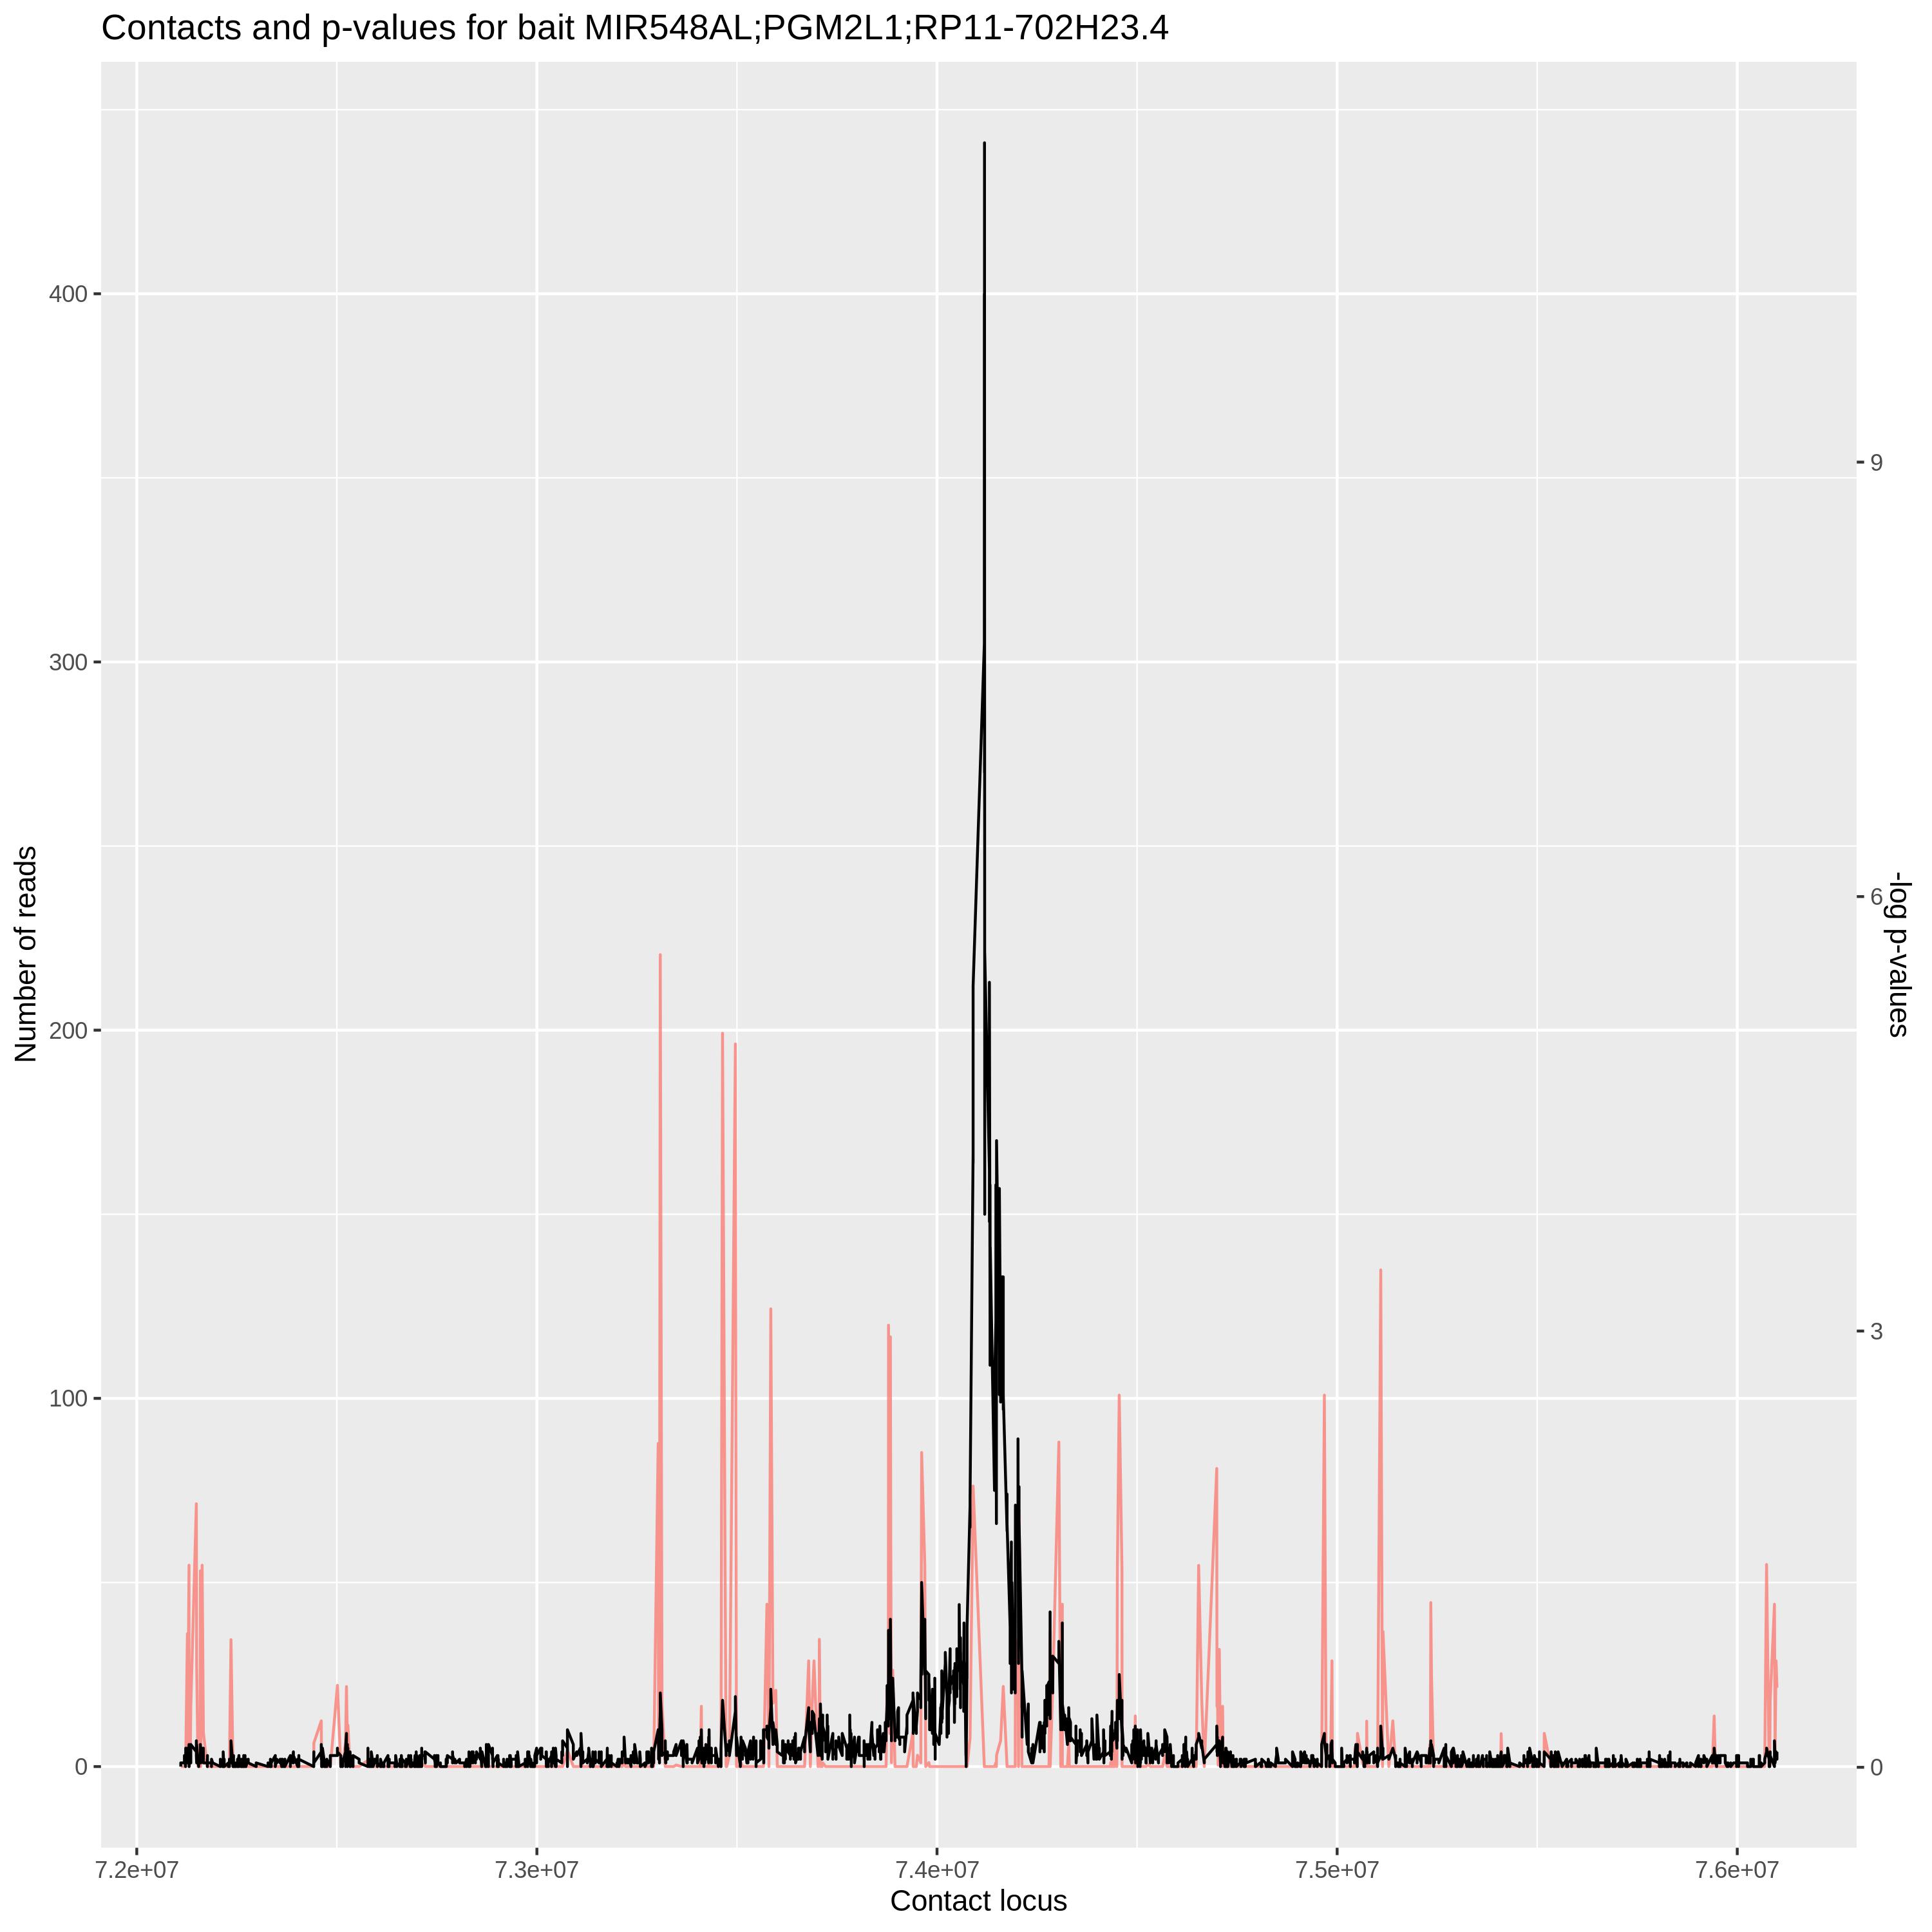 Contacts and p-values for bait MIR548AL;PGM2L1;RP11-702H23.4
400
300
200
100
0
Number of reads
9
6
3
0
-log p-values
7.2e+07
7.3e+07
7.4e+07
7.5e+07
7.6e+07
Contact locus